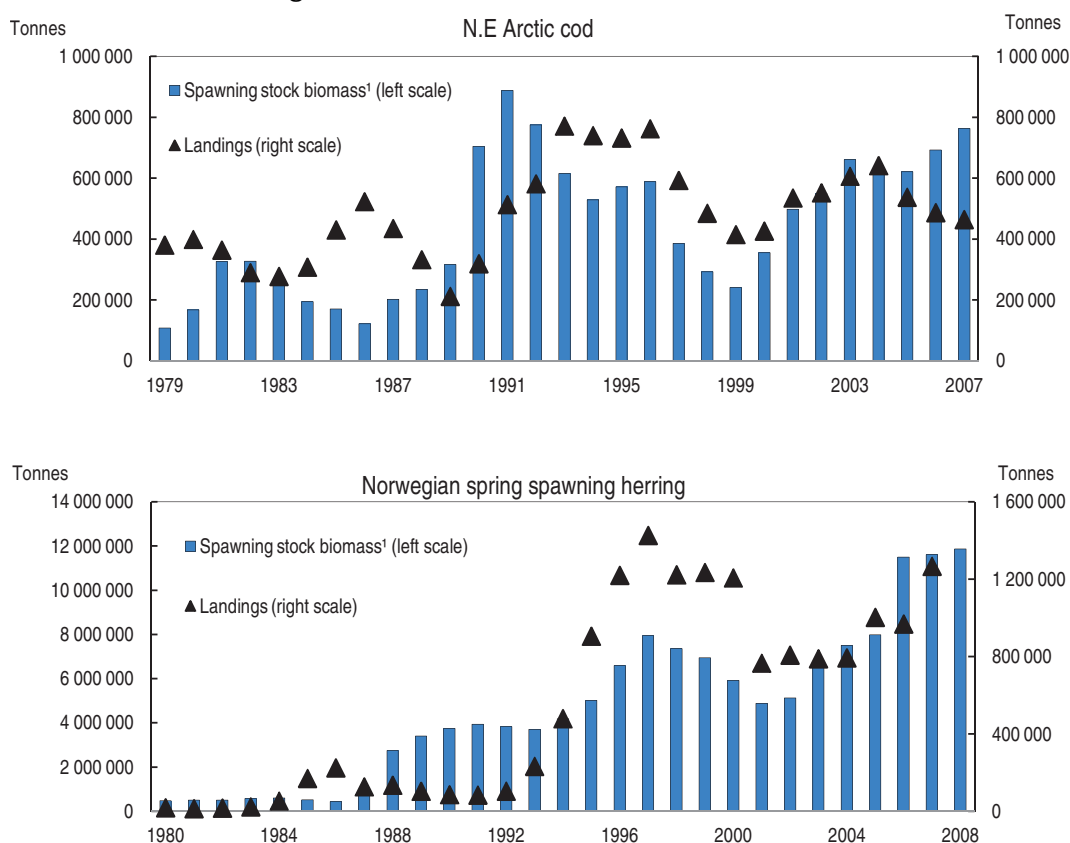 N.E Arctic cod
Tonnes
Tonnes
1 000 000
1 000 000
Spawning stock biomass¹ (left scale)
800 000
800 000
Landings (right scale)
600 000
600 000
400 000
400 000
200 000
200 000
0
0
1979 1983 1987 1991 1995 1999 2003 2007
Norwegian spring spawning herring
Tonnes
Tonnes
14 000 000
1 600 000
Spawning stock biomass¹ (left scale)
12 000 000
1 200 000
10 000 000
Landings (right scale)
8 000 000
800 000
6 000 000
4 000 000
400 000
2 000 000
0
0
1980 1984 1988 1992 1996 2000 2004 2008